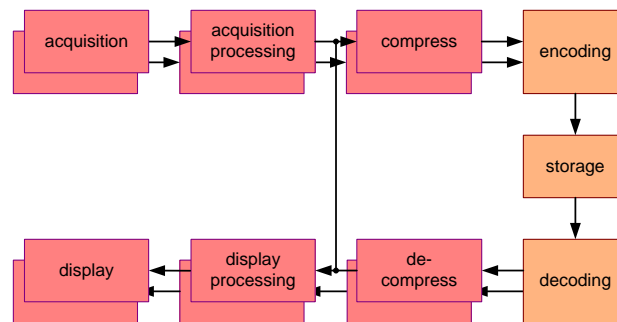 acquisition
acquisition
processing
compress
encoding
storage
display
display
processing
de-
compress
decoding